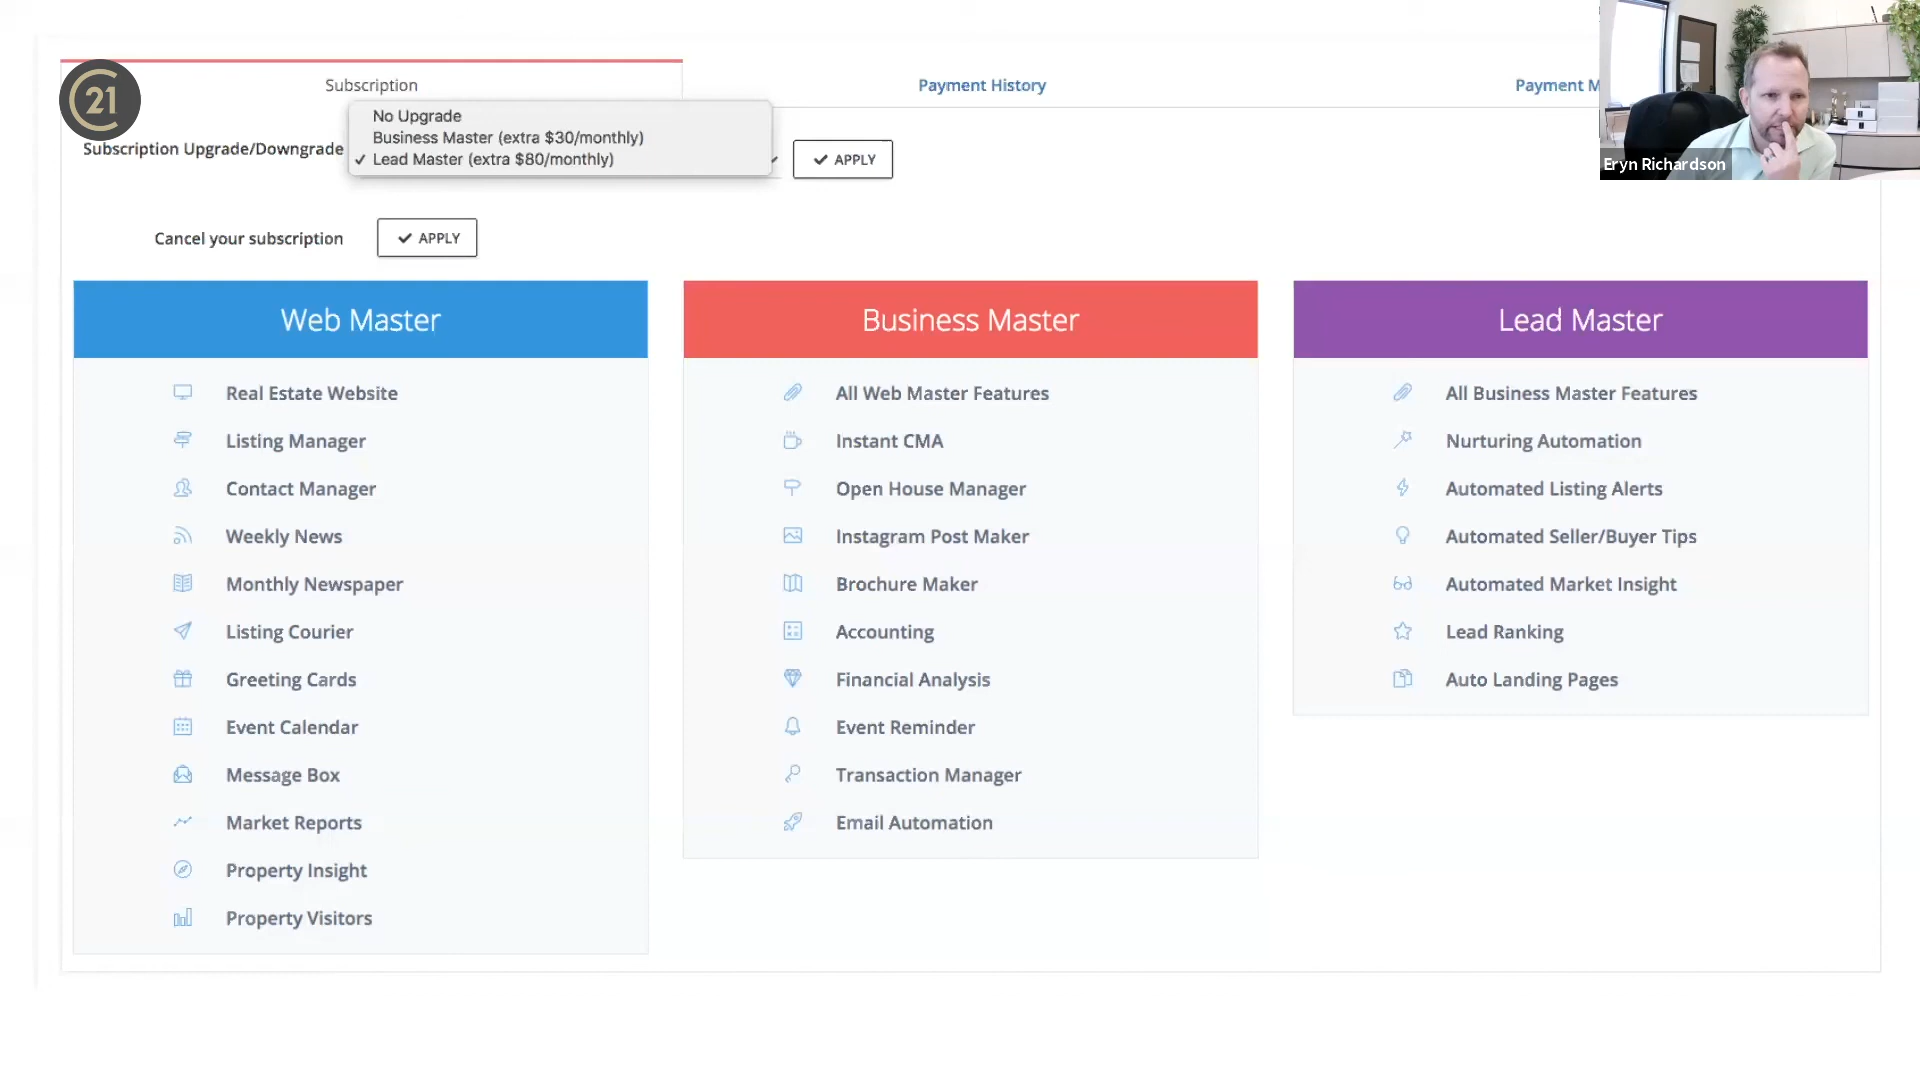 21
Subscription
Payment History
Payment M
No Upgrade
Business Master (extra $30/monthly)
Lead Master (extra $80/monthly)
Subscription Upgrade/Downgrade
APPLY
Eryn Richardson
Cancel your subscription
APPLY
Web Master
Real Estate Website
Listing Manager
Contact Manager
Weekly News
Monthly Newspaper
Listing Courier
Greeting Cards
Event Calendar
Message Box
Market Reports
Property Insight
Property Visitors
Business Master
All Web Master Features
Instant CMA
Open House Manager
Instagram Post Maker
Brochure Maker
Accounting
Financial Analysis
Event Reminder
Transaction Manager
Email Automation
Lead Master
All Business Master Features
Nurturing Automation
Automated Listing Alerts
Automated Seller/Buyer Tips
Automated Market Insight
Lead Ranking
Auto Landing Pages